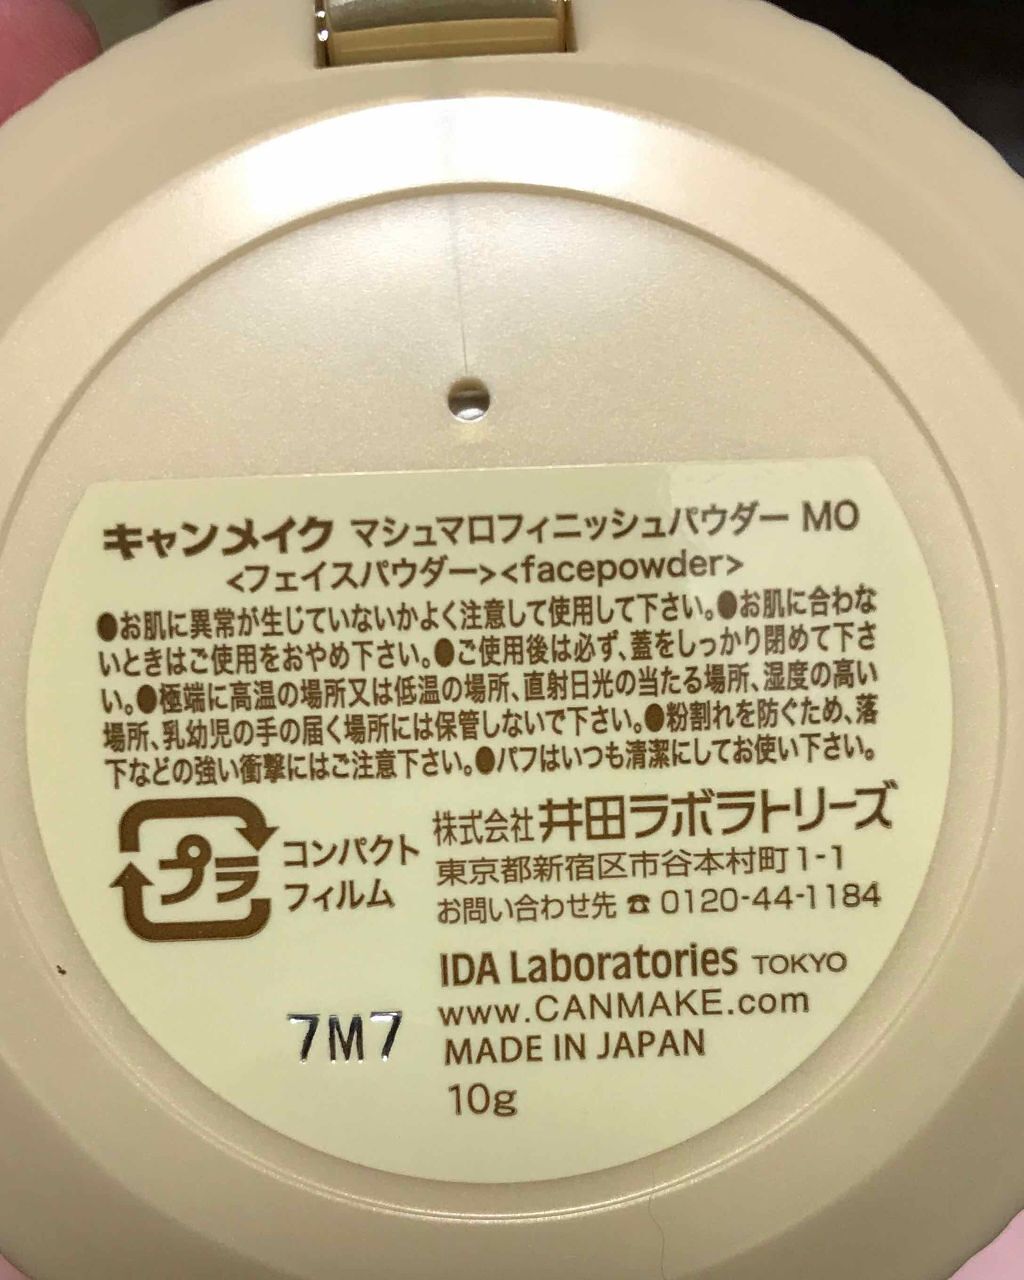 キャンメイク マシュマロフィニッシュパウダー MO
<フェイスパウダー><facepowder>
●お肌に異常が生じていないかよく注意して使用して下さい。●お肌に合わな
いときはご使用をおやめ下さい。●ご使用後は必ず、蓋をしっかり閉めて下さ
い。●極端に高温の場所又は低温の場所、直射日光の当たる場所、湿度の高い
場所、乳幼児の手の届く場所には保管しないで下さい。●粉割れを防ぐため、落
下などの強い衝撃にはご注意下さい。●パフはいつも清潔にしてお使い下さい。
プラ
コンパクト
フィルム
株式会社 井田ラボラトリーズ
東京都新宿区市谷本村町1-1
お問い合わせ先 ☎ 0120-44-1184
IDA Laboratories TOKYO
www.CANMAKE.com
MADE IN JAPAN
7M7
10g